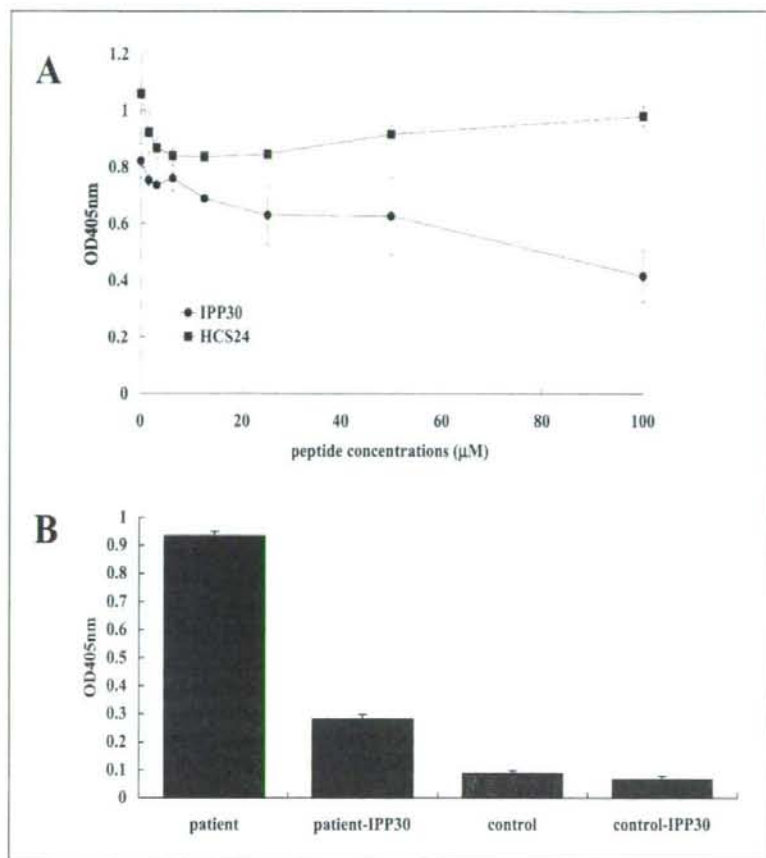 A
1.2
1
0.8
0.6
0.4
0.2
0
OD405nm
IPP30
HCS24
0 20 40 60 80 100
peptide concentrations (μM)
B
1
0.9
0.8
0.7
0.6
0.5
0.4
0.3
0.2
0.1
0
OD405nm
patient patient-IPP30 control control-IPP30